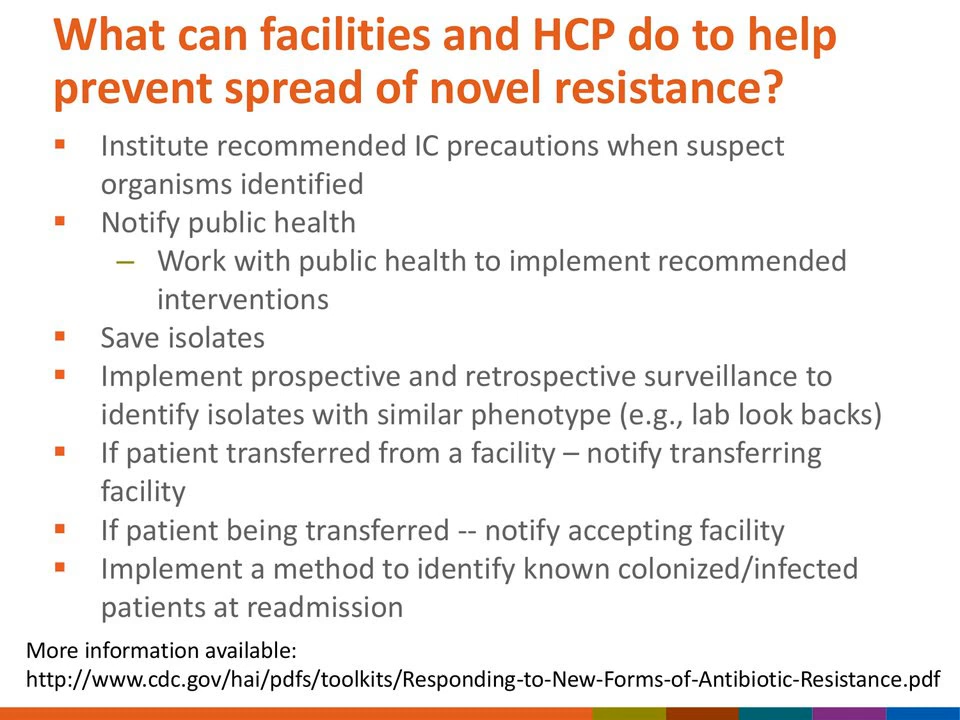 What can facilities and HCP do to help
prevent spread of novel resistance?
▪ Institute recommended IC precautions when suspect
organisms identified
▪ Notify public health
– Work with public health to implement recommended
interventions
▪ Save isolates
▪ Implement prospective and retrospective surveillance to
identify isolates with similar phenotype (e.g., lab look backs)
▪ If patient transferred from a facility – notify transferring
facility
▪ If patient being transferred -- notify accepting facility
▪ Implement a method to identify known colonized/infected
patients at readmission
More information available:
http://www.cdc.gov/hai/pdfs/toolkits/Responding-to-New-Forms-of-Antibiotic-Resistance.pdf